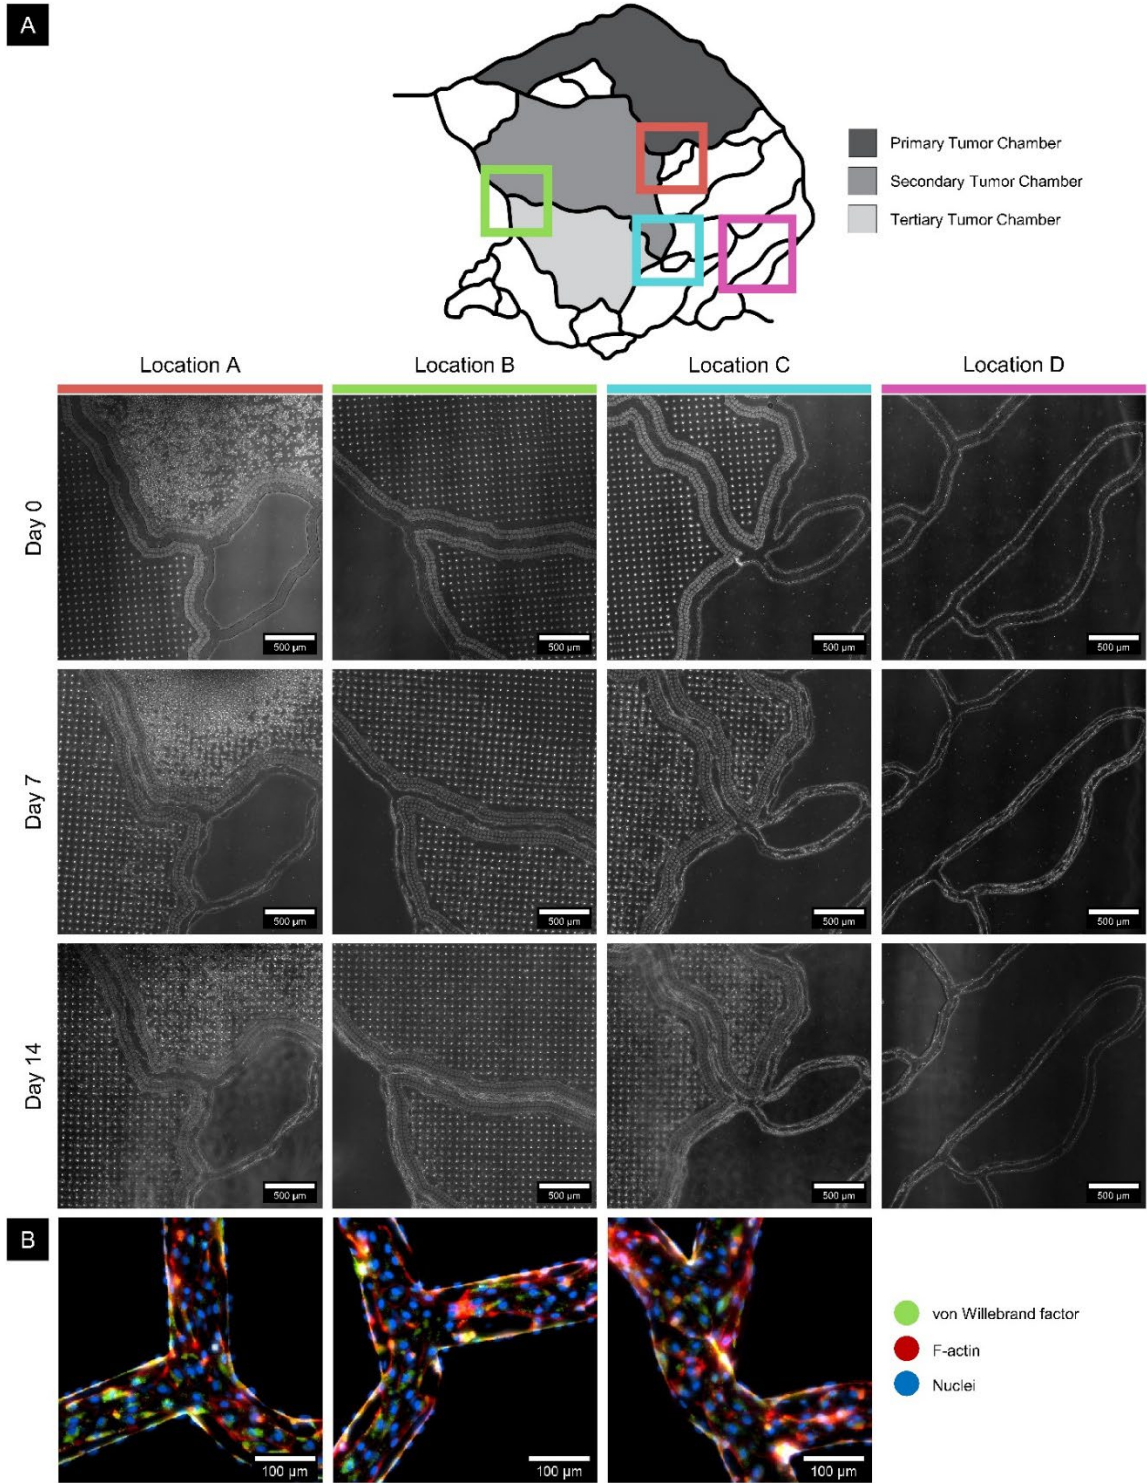 A
Primary Tumor Chamber
Secondary Tumor Chamber
Tertiary Tumor Chamber
Location A
Location B
Location C
Location D
Day 0
500 µm
500 µm
500 µm
500 µm
Day 7
500 µm
500 µm
500 µm
500 µm
Day 14
500 µm
500 µm
500 µm
500 µm
B
von Willebrand factor
F-actin
Nuclei
100 µm
100 µm
100 µm